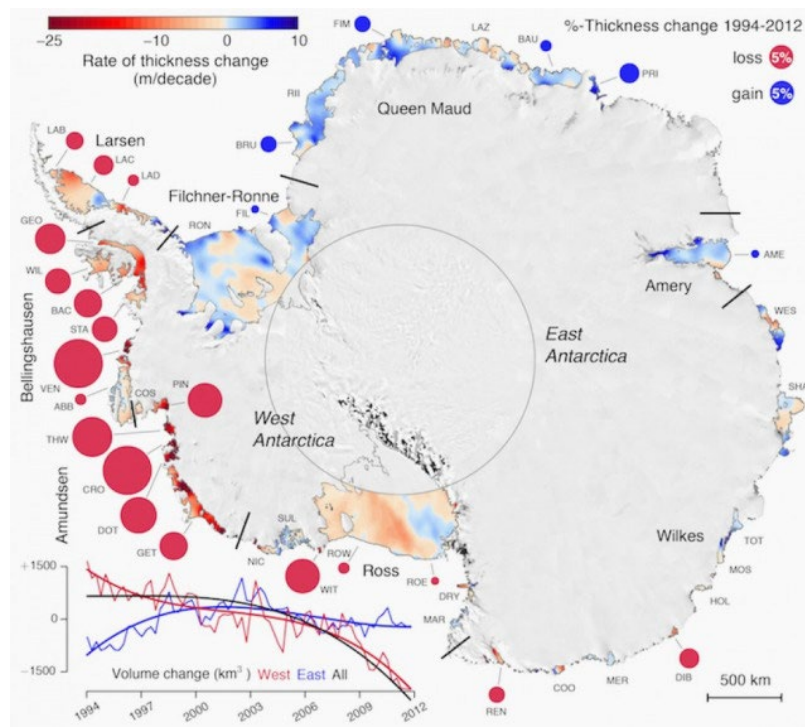 -25 -10 0 10
Rate of thickness change
(m/decade)
%-Thickness change 1994-2012
loss 5%
gain 5%
FIM
LAZ
BAU
PRI
RII
Queen Maud
BRU
LAB
Larsen
LAC
LAD
Filchner-Ronne
FIL
RON
GEO
WIL
BAC
STA
Bellingshausen
VEN
ABB
COS
PIN
THW
CRO
DOT
GET
Amundsen
West
Antarctica
East
Antarctica
AME
Amery
WES
SHA
Wilkes
TOT
MOS
HOL
DIB
MER
COO
REN
MAR
DRY
ROE
Ross
ROW
WIT
SUL
NIC
+1500
0
-1500
Volume change (km3) West East All
1994 1997 2000 2003 2006 2009 2012
500 km